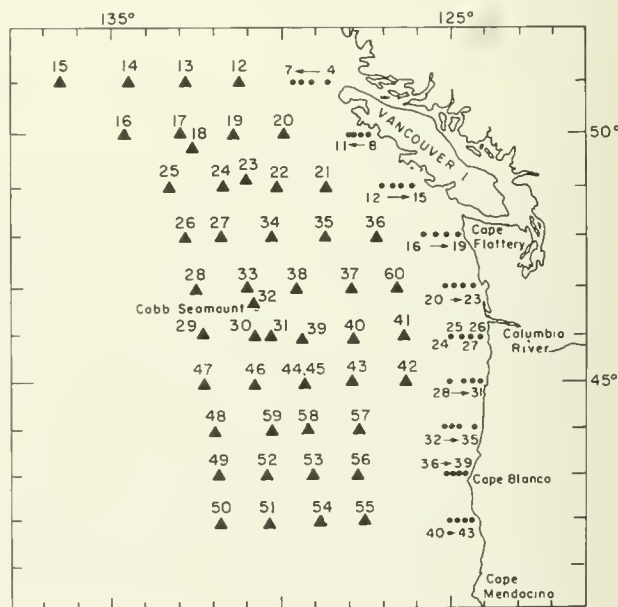 135° 125°
15 14 13 12 7 ← 4
16 17 18 19 20 11 ← 8 VANCOUVER I 50°
25 24 23 22 21 12 → 15
26 27 34 35 36 16 → 19 Cape Flattery
28 33 32 38 37 60 20 → 23
Cobb Seamount
29 30 31 39 40 41 24 25 26 27 Columbia River
47 46 44,45 43 42 28 → 31 45°
48 59 58 57 32 → 35
49 52 53 56 36 → 39 Cape Blanco
50 51 54 55 40 → 43
Cape Mendocino